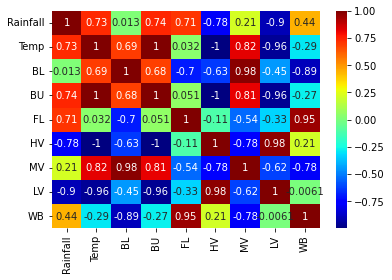 Rainfall 1 0.73 0.013 0.74 0.71 -0.78 0.21 -0.9 0.44
Temp 0.73 1 0.69 1 0.032 -1 0.82 -0.96 -0.29
BL 0.013 0.69 1 0.68 -0.7 -0.63 0.98 -0.45 -0.89
BU 0.74 1 0.68 1 0.051 -1 0.81 -0.96 -0.27
FL 0.71 0.032 -0.7 0.051 1 -0.11 -0.54 -0.33 0.95
HV -0.78 -1 -0.63 -1 -0.11 1 -0.78 0.98 0.21
MV 0.21 0.82 0.98 0.81 -0.54 -0.78 1 -0.62 -0.78
LV -0.9 -0.96 -0.45 -0.96 -0.33 0.98 -0.62 1 0.0061
WB 0.44 -0.29 -0.89 -0.27 0.95 0.21 -0.78 0.0061 1
Rainfall Temp BL BU FL HV MV LV WB
1.00
0.75
0.50
0.25
0.00
−0.25
−0.50
−0.75